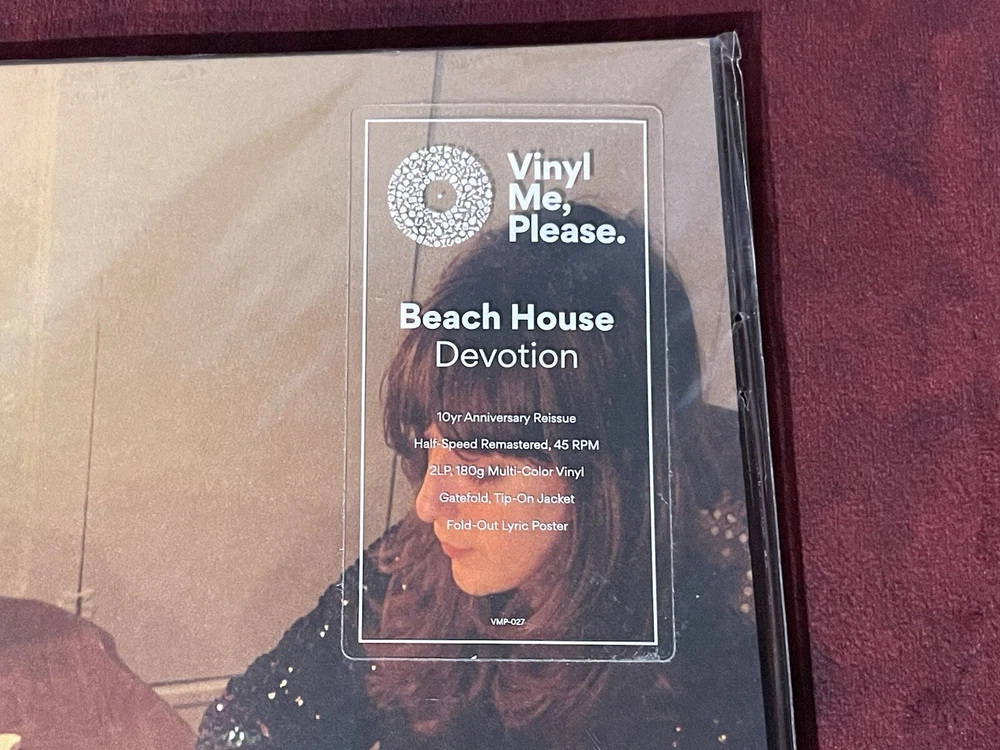 Vinyl
Me,
Please.
Beach House
Devotion
10yr Anniversary Reissue
Half-Speed Remastered, 45 RPM
2LP, 180g Multi-Color Vinyl
Gatefold, Tip-On Jacket
Fold-Out Lyric Poster
VMP-027